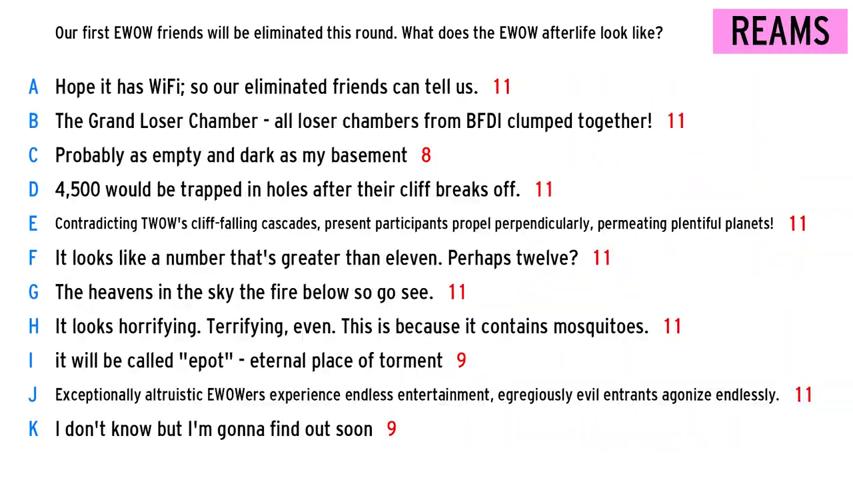 Our first EWOW friends will be eliminated this round. What does the EWOW afterlife look like?
REAMS
A Hope it has WiFi; so our eliminated friends can tell us. 11
B The Grand Loser Chamber - all loser chambers from BFDI clumped together! 11
C Probably as empty and dark as my basement 8
D 4,500 would be trapped in holes after their cliff breaks off. 11
E Contradicting TWOW's cliff-falling cascades, present participants propel perpendicularly, permeating plentiful planets! 11
F It looks like a number that's greater than eleven. Perhaps twelve? 11
G The heavens in the sky the fire below so go see. 11
H It looks horrifying. Terrifying, even. This is because it contains mosquitoes. 11
I it will be called "epot" - eternal place of torment 9
J Exceptionally altruistic EWOWers experience endless entertainment, egregiously evil entrants agonize endlessly. 11
K I don't know but I'm gonna find out soon 9